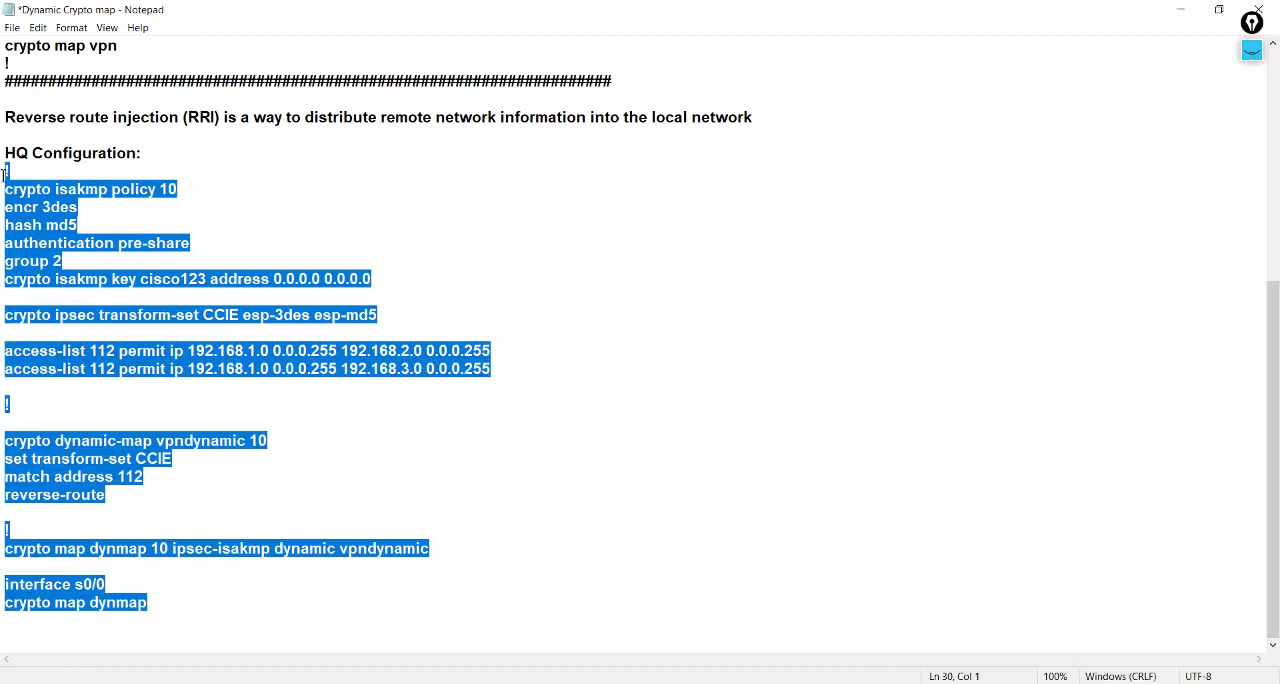 *Dynamic Crypto map - Notepad
File Edit Format View Help
crypto map vpn
!
######################################################################
Reverse route injection (RRI) is a way to distribute remote network information into the local network
HQ Configuration:
!
crypto isakmp policy 10
encr 3des
hash md5
authentication pre-share
group 2
crypto isakmp key cisco123 address 0.0.0.0 0.0.0.0
crypto ipsec transform-set CCIE esp-3des esp-md5
access-list 112 permit ip 192.168.1.0 0.0.0.255 192.168.2.0 0.0.0.255
access-list 112 permit ip 192.168.1.0 0.0.0.255 192.168.3.0 0.0.0.255
!
crypto dynamic-map vpndynamic 10
set transform-set CCIE
match address 112
reverse-route
!
crypto map dynmap 10 ipsec-isakmp dynamic vpndynamic
interface s0/0
crypto map dynmap
Ln 30, Col 1 100% Windows (CRLF) UTF-8